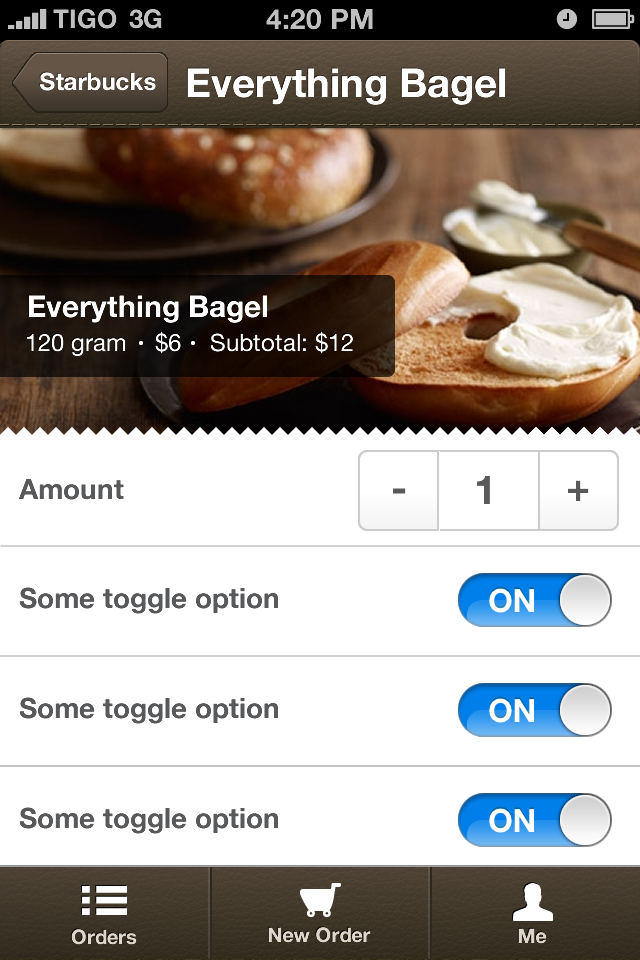 TIGO 3G 4:20 PM
Starbucks Everything Bagel
Everything Bagel
120 gram · $6 · Subtotal: $12
Amount - 1 +
Some toggle option ON
Some toggle option ON
Some toggle option ON
Orders New Order Me